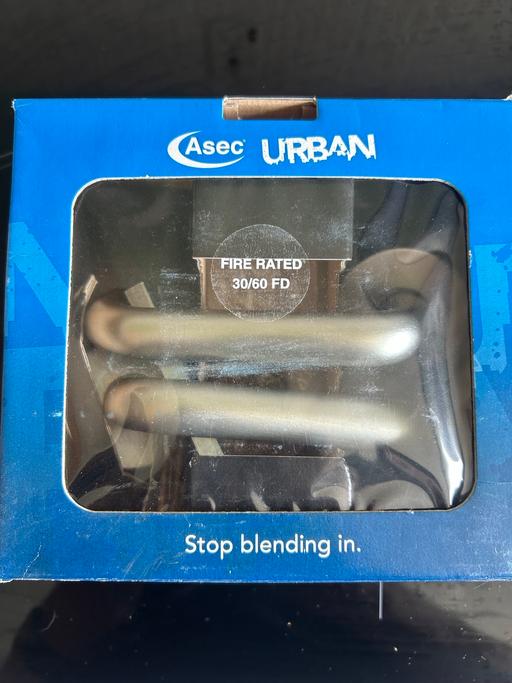 Asec URBAN
FIRE RATED
30/60 FD
Stop blending in.